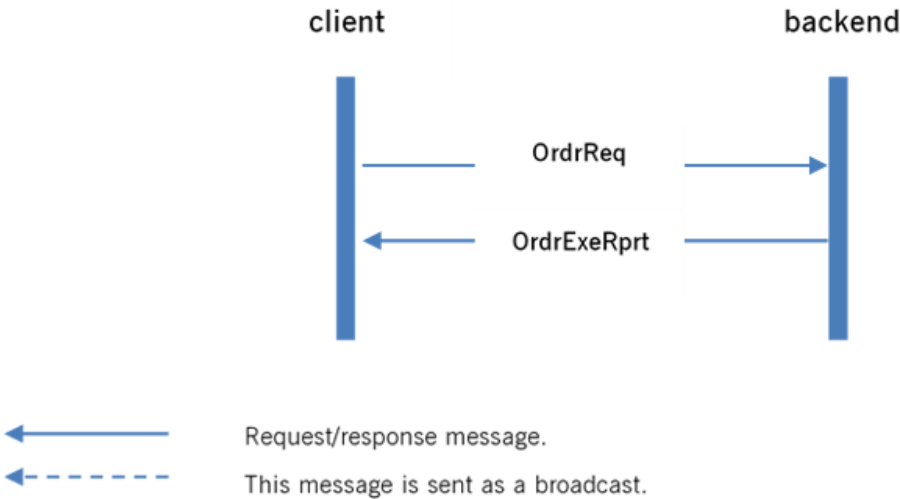 client
backend
OrdrReq
OrdrExeRprt
Request/response message.
This message is sent as a broadcast.